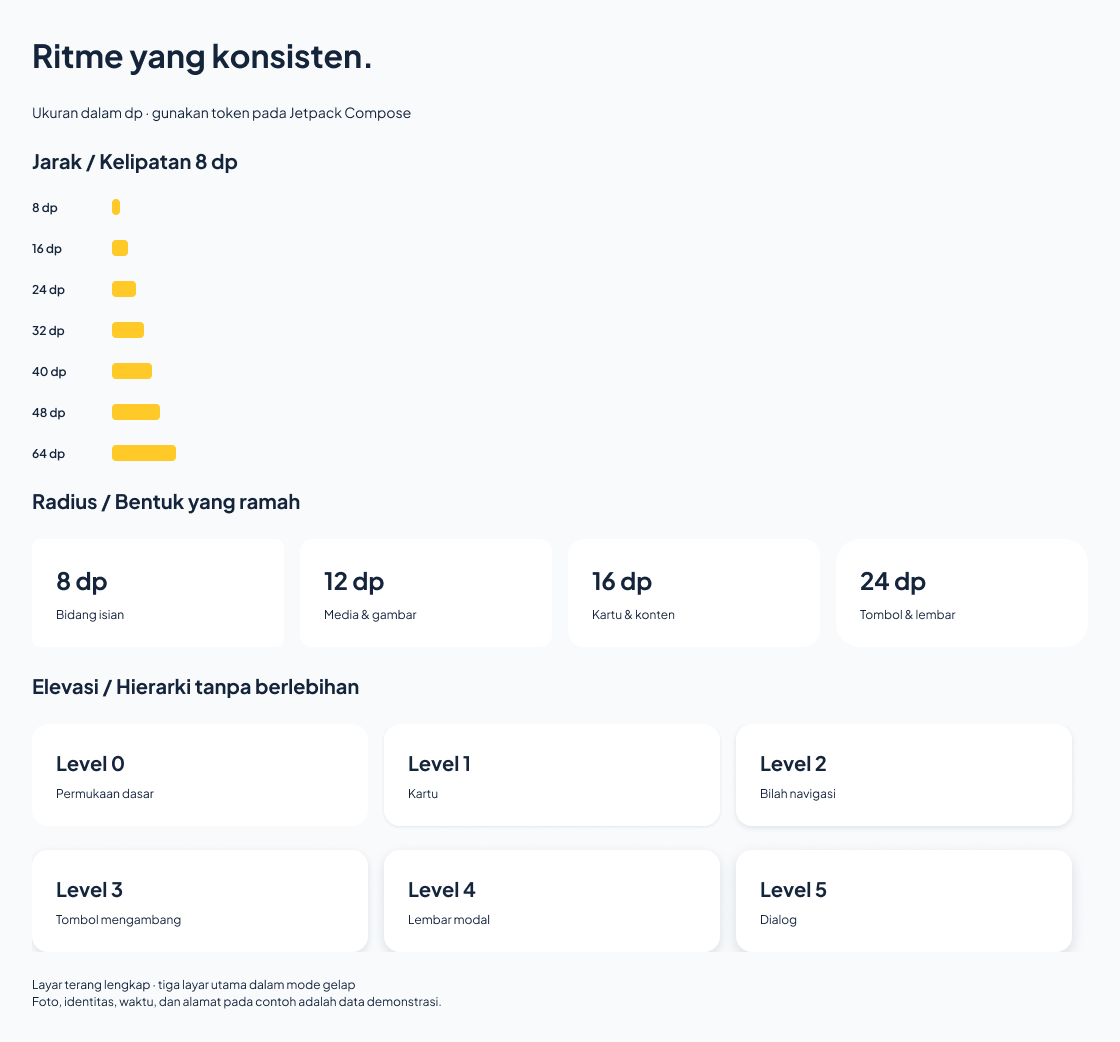 Ritme yang konsisten.
Ukuran dalam dp · gunakan token pada Jetpack Compose
Jarak / Kelipatan 8 dp
8 dp
16 dp
24 dp
32 dp
40 dp
48 dp
64 dp
Radius / Bentuk yang ramah
8 dp
Bidang isian
12 dp
Media & gambar
16 dp
Kartu & konten
24 dp
Tombol & lembar
Elevasi / Hierarki tanpa berlebihan
Level 0
Permukaan dasar
Level 1
Kartu
Level 2
Bilah navigasi
Level 3
Tombol mengambang
Level 4
Lembar modal
Level 5
Dialog
Layar terang lengkap · tiga layar utama dalam mode gelap
Foto, identitas, waktu, dan alamat pada contoh adalah data demonstrasi.